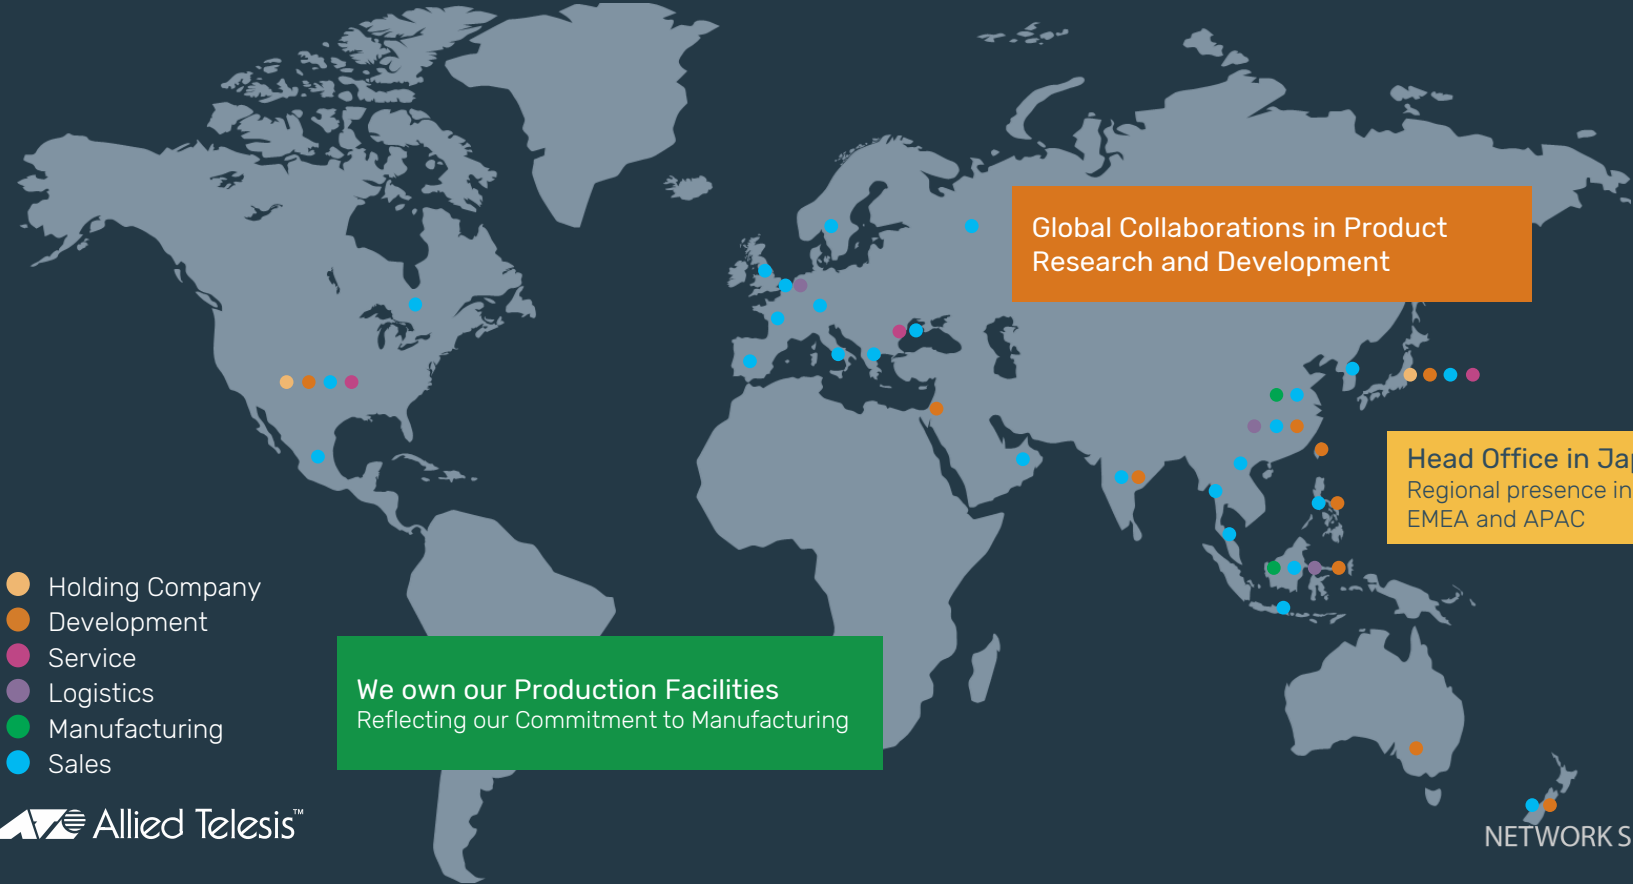 Global Collaborations in Product
Research and Development
Head Office in
Regional presence in
EMEA and APAC
Holding Company
Development
Service
Logistics
Manufacturing
Sales
We own our Production Facilities
Reflecting our Commitment to Manufacturing
Allied Telesis™
NETWORK